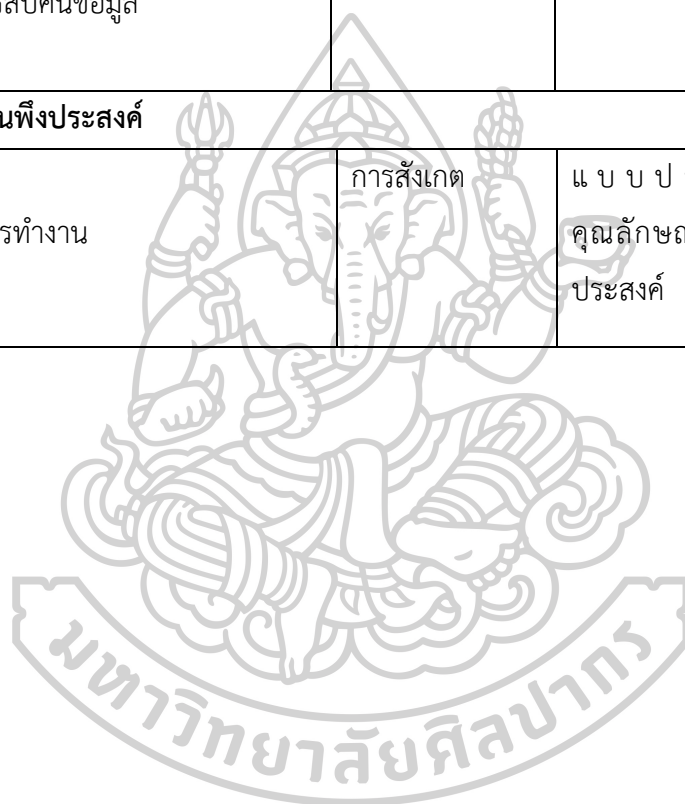 สืบค้นข้อมูล
นพึงประสงค์
การสังเกต
แ บ บ ป
รทำงาน
คุณลักษณ
ประสงค์
มหาวิทยาลัยศิลปากร